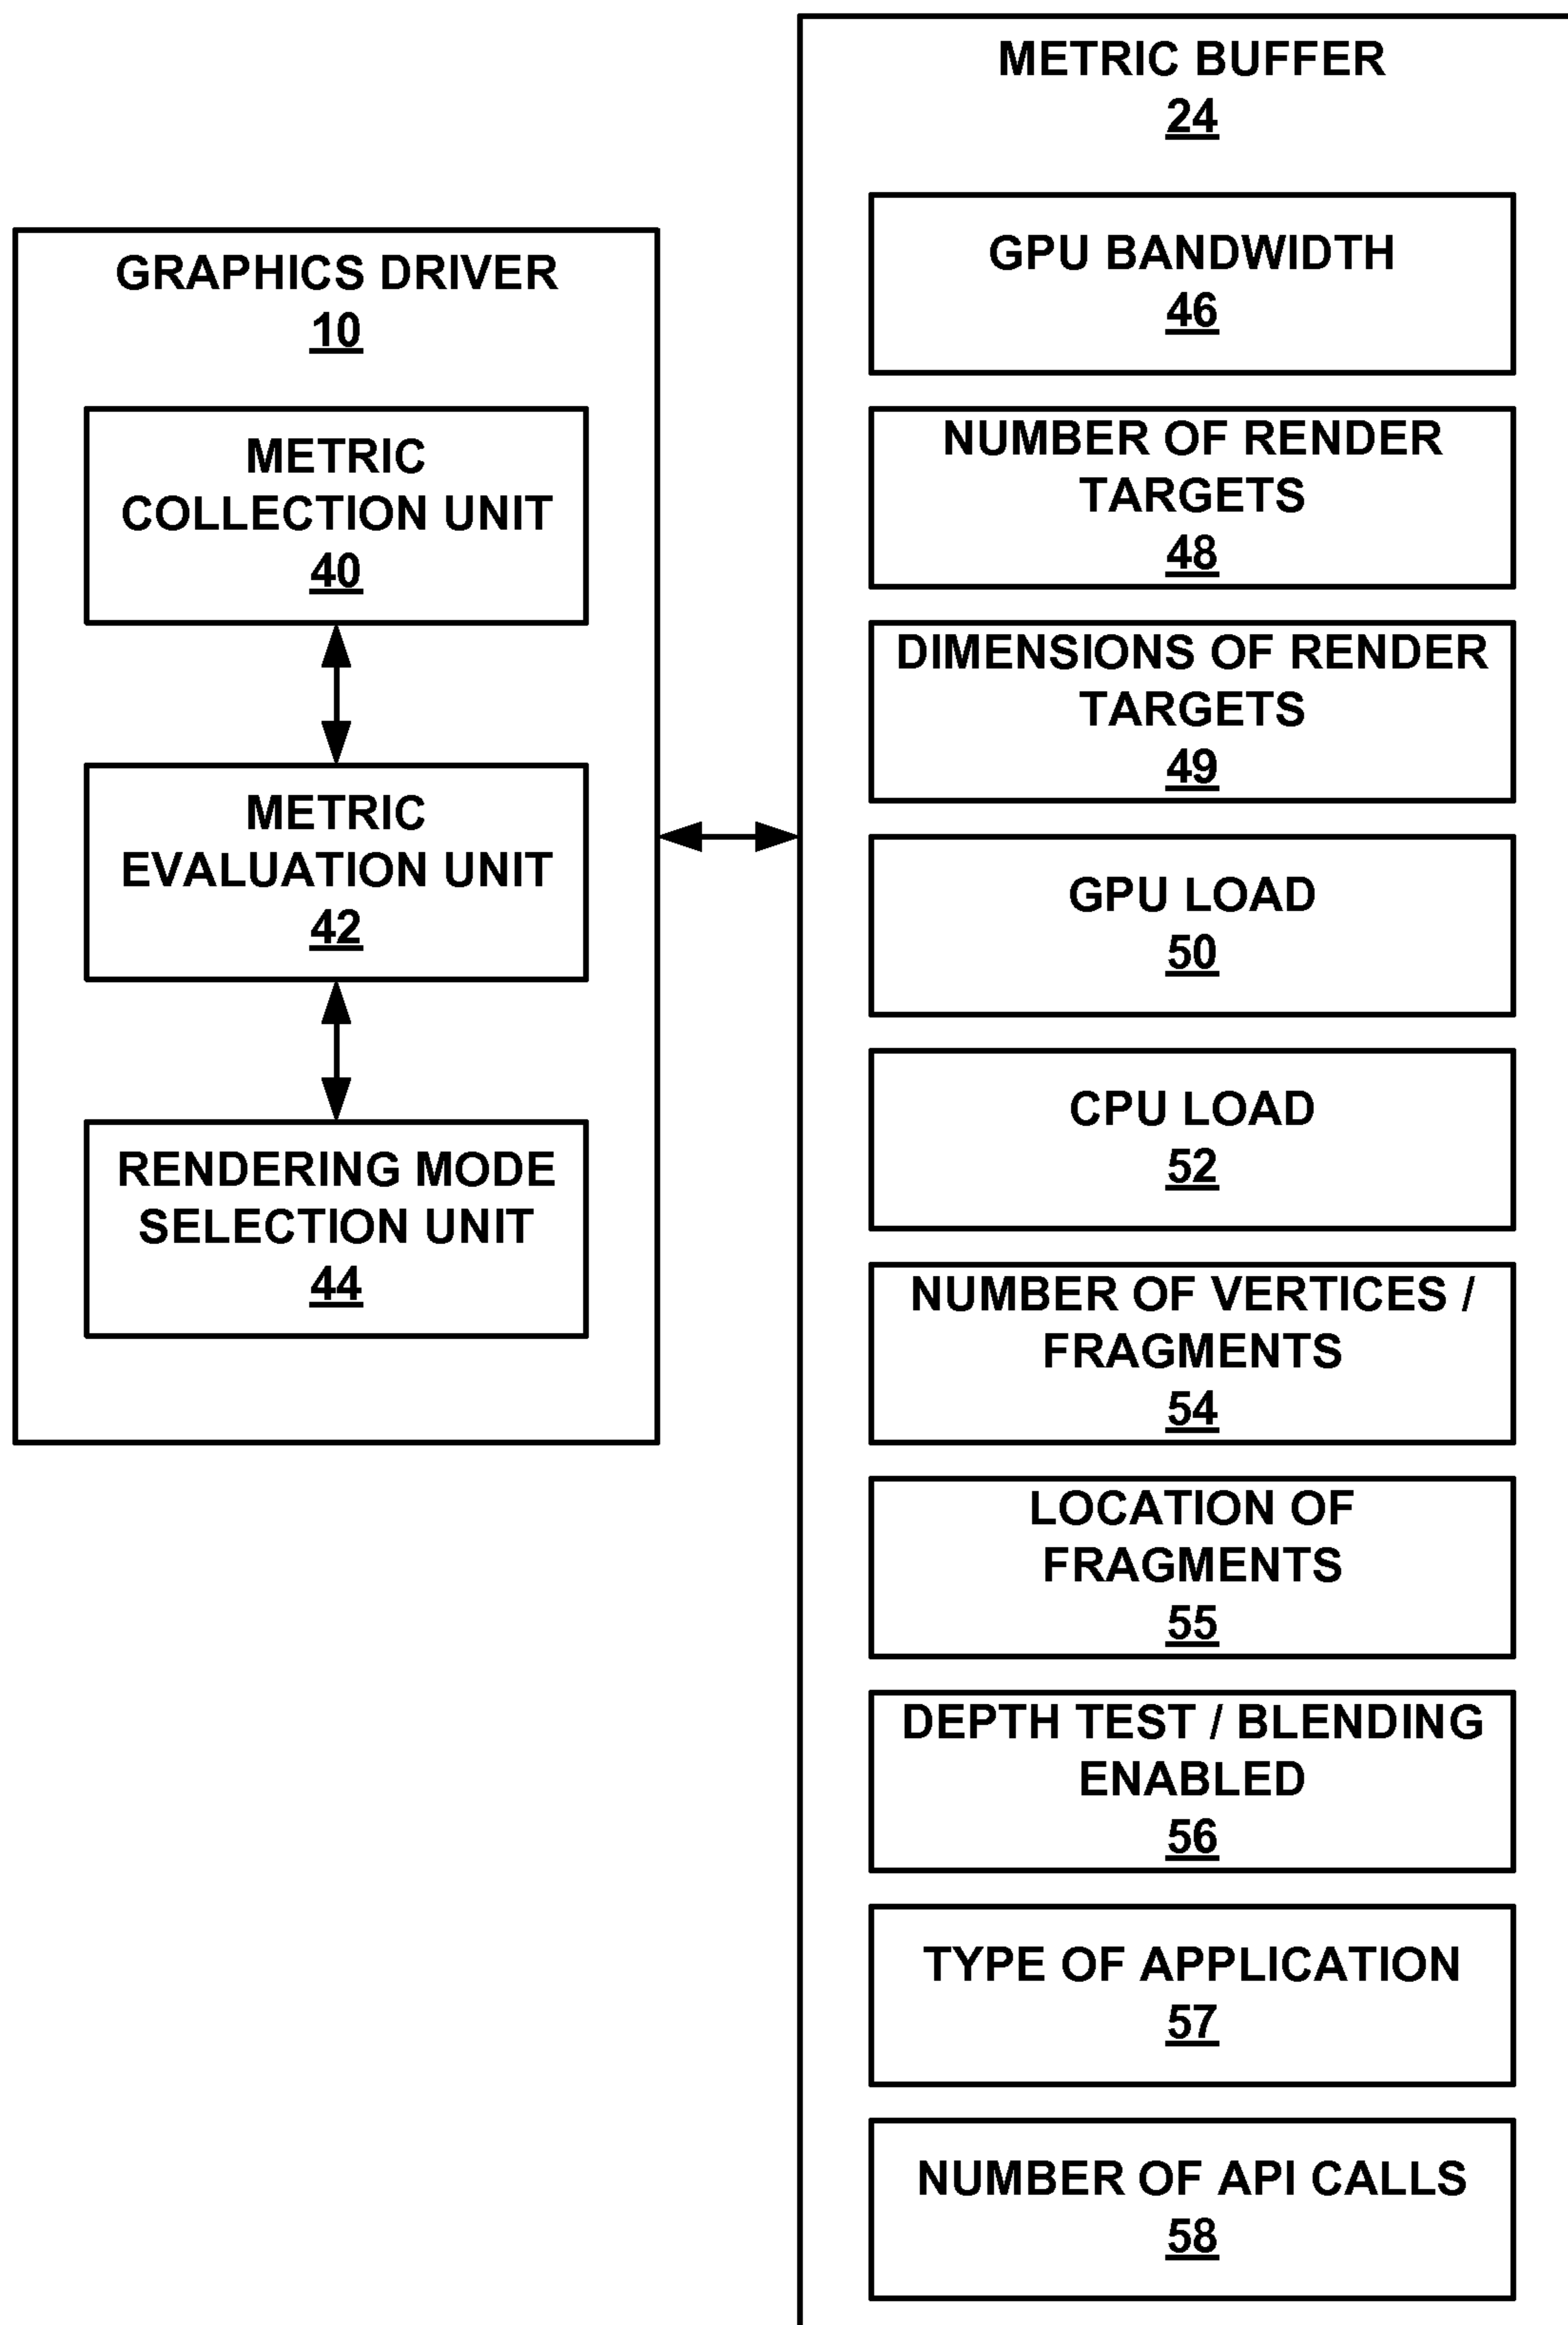 GRAPHICS DRIVER
10
METRIC
COLLECTION UNIT
40
METRIC
EVALUATION UNIT
42
RENDERING MODE
SELECTION UNIT
44
METRIC BUFFER
24
GPU BANDWIDTH
46
NUMBER OF RENDER
TARGETS
48
DIMENSIONS OF RENDER
TARGETS
49
GPU LOAD
50
CPU LOAD
52
NUMBER OF VERTICES /
FRAGMENTS
54
LOCATION OF
FRAGMENTS
55
DEPTH TEST / BLENDING
ENABLED
56
TYPE OF APPLICATION
57
NUMBER OF API CALLS
58